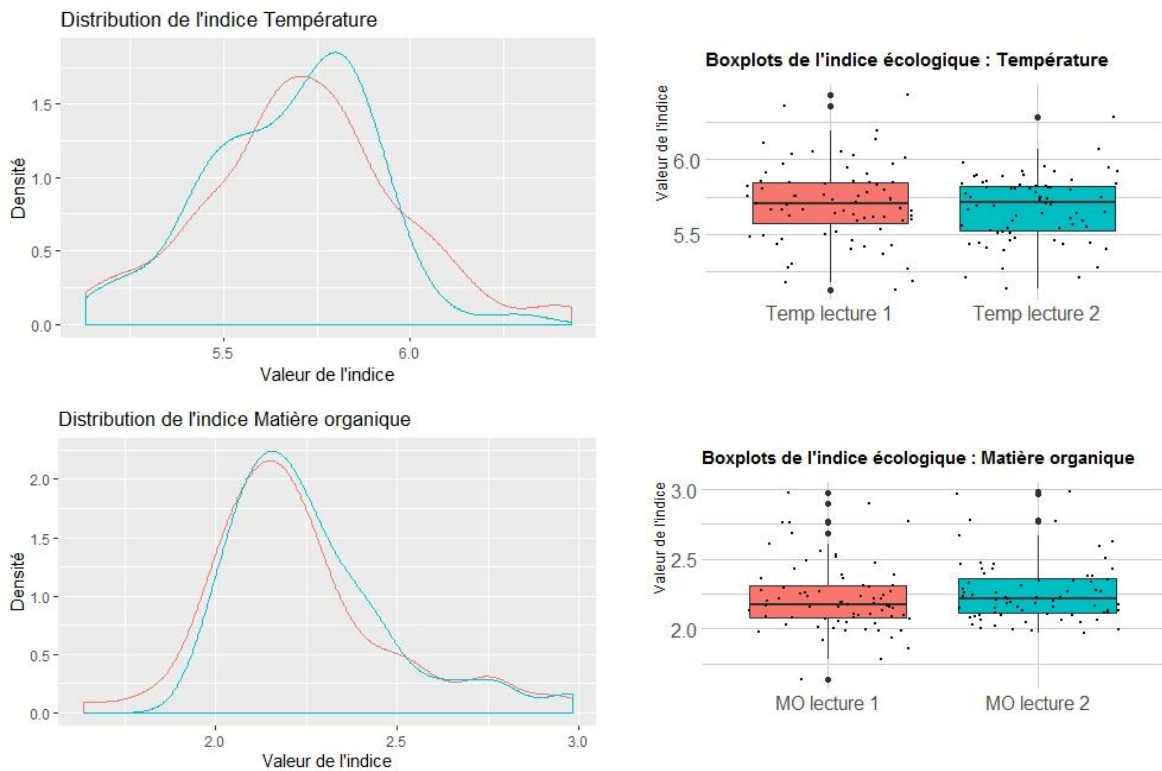 Distribution de l'indice Température
Densité
1.5
1.0
0.5
0.0
5.5 6.0
Valeur de l'indice
Boxplots de l'indice écologique : Température
Valeur de l'indice
6.0
5.5
Temp lecture 1 Temp lecture 2
Distribution de l'indice Matière organique
Densité
2.0
1.5
1.0
0.5
0.0
2.0 2.5 3.0
Valeur de l'indice
Boxplots de l'indice écologique : Matière organique
Valeur de l'indice
3.0
2.5
2.0
MO lecture 1 MO lecture 2